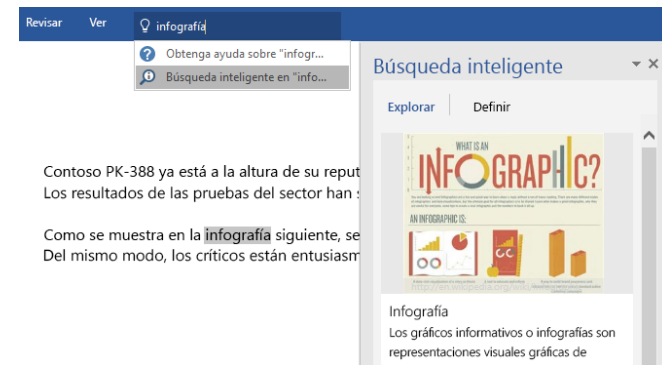 Revisar Ver infografía
Obtenga ayuda sobre "infogr...
Búsqueda inteligente en "info...
Búsqueda inteligente
Explorar Definir
WHAT IS AN
INFOGRAPHIC?
AN INFOGRAPHIC IS:
Infografía
Los gráficos informativos o infografías son
representaciones visuales gráficas de
Contoso PK-388 ya está a la altura de su reput
Los resultados de las pruebas del sector han
Como se muestra en la infografía siguiente, se
Del mismo modo, los críticos están entusiasm